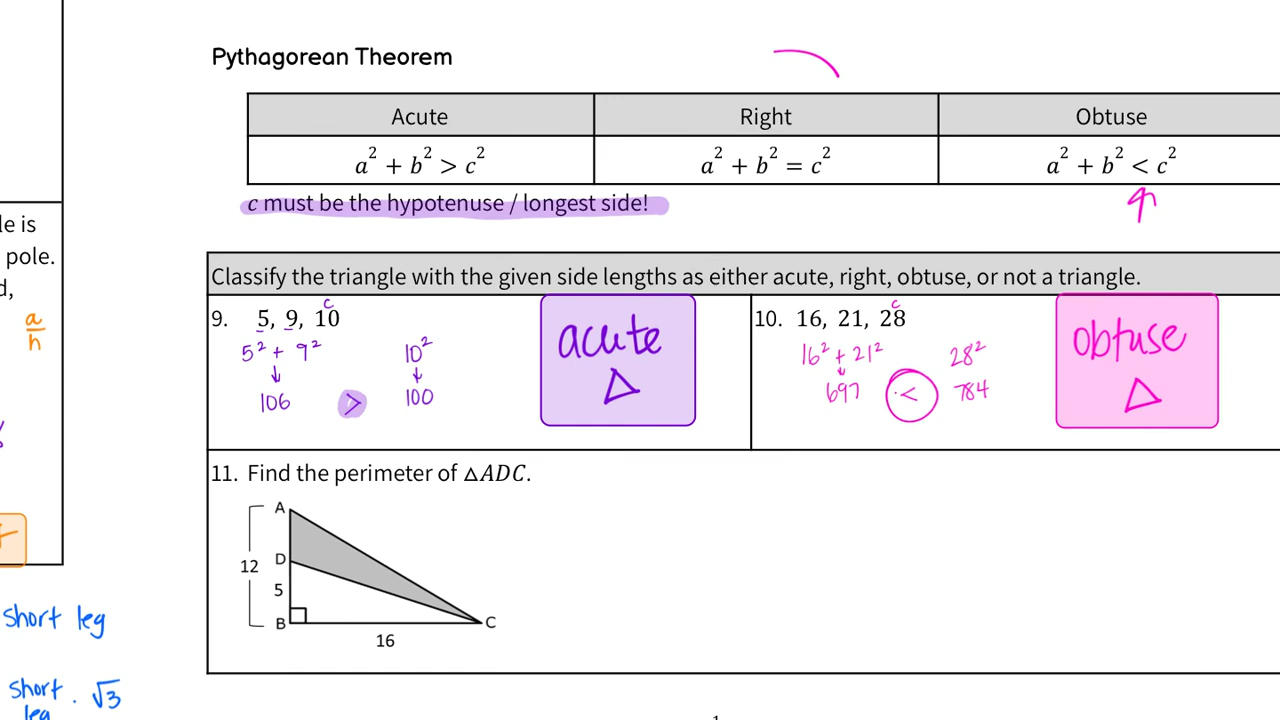 Pythagorean Theorem
Acute Right Obtuse
a² + b² > c² a² + b² = c² a² + b² < c²
c must be the hypotenuse / longest side!
le is
pole.
d,
a/h
Classify the triangle with the given side lengths as either acute, right, obtuse, or not a triangle.
c
9. 5, 9, 10
5² + 9² 10²
↓ ↓
106 > 100
acute
△
c
10. 16, 21, 28
16² + 21² 28²
↓
697 < 784
obtuse
△
11. Find the perimeter of △ADC.
A
12 D
5
B C
16
short leg
short · √3
leg
1